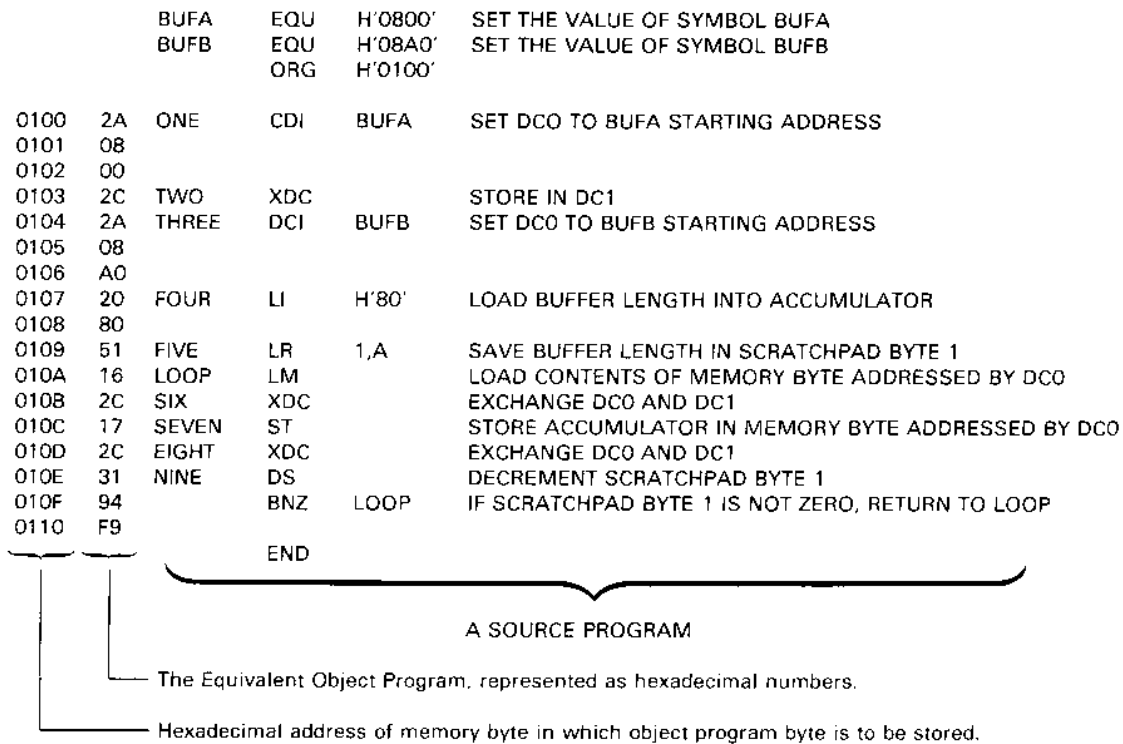 BUFA EQU H'0800' SET THE VALUE OF SYMBOL BUFA
BUFB EQU H'08A0' SET THE VALUE OF SYMBOL BUFB
ORG H'0100'
0100 2A ONE CDI BUFA SET DC0 TO BUFA STARTING ADDRESS
0101 08
0102 00
0103 2C TWO XDC STORE IN DC1
0104 2A THREE DCI BUFB SET DC0 TO BUFB STARTING ADDRESS
0105 08
0106 A0
0107 20 FOUR LI H'80' LOAD BUFFER LENGTH INTO ACCUMULATOR
0108 80
0109 51 FIVE LR 1,A SAVE BUFFER LENGTH IN SCRATCHPAD BYTE 1
010A 16 LOOP LM LOAD CONTENTS OF MEMORY BYTE ADDRESSED BY DC0
010B 2C SIX XDC EXCHANGE DC0 AND DC1
010C 17 SEVEN ST STORE ACCUMULATOR IN MEMORY BYTE ADDRESSED BY DC0
010D 2C EIGHT XDC EXCHANGE DC0 AND DC1
010E 31 NINE DS DECREMENT SCRATCHPAD BYTE 1
010F 94 BNZ LOOP IF SCRATCHPAD BYTE 1 IS NOT ZERO, RETURN TO LOOP
0110 F9
END
A SOURCE PROGRAM
The Equivalent Object Program, represented as hexadecimal numbers.
Hexadecimal address of memory byte in which object program byte is to be stored.